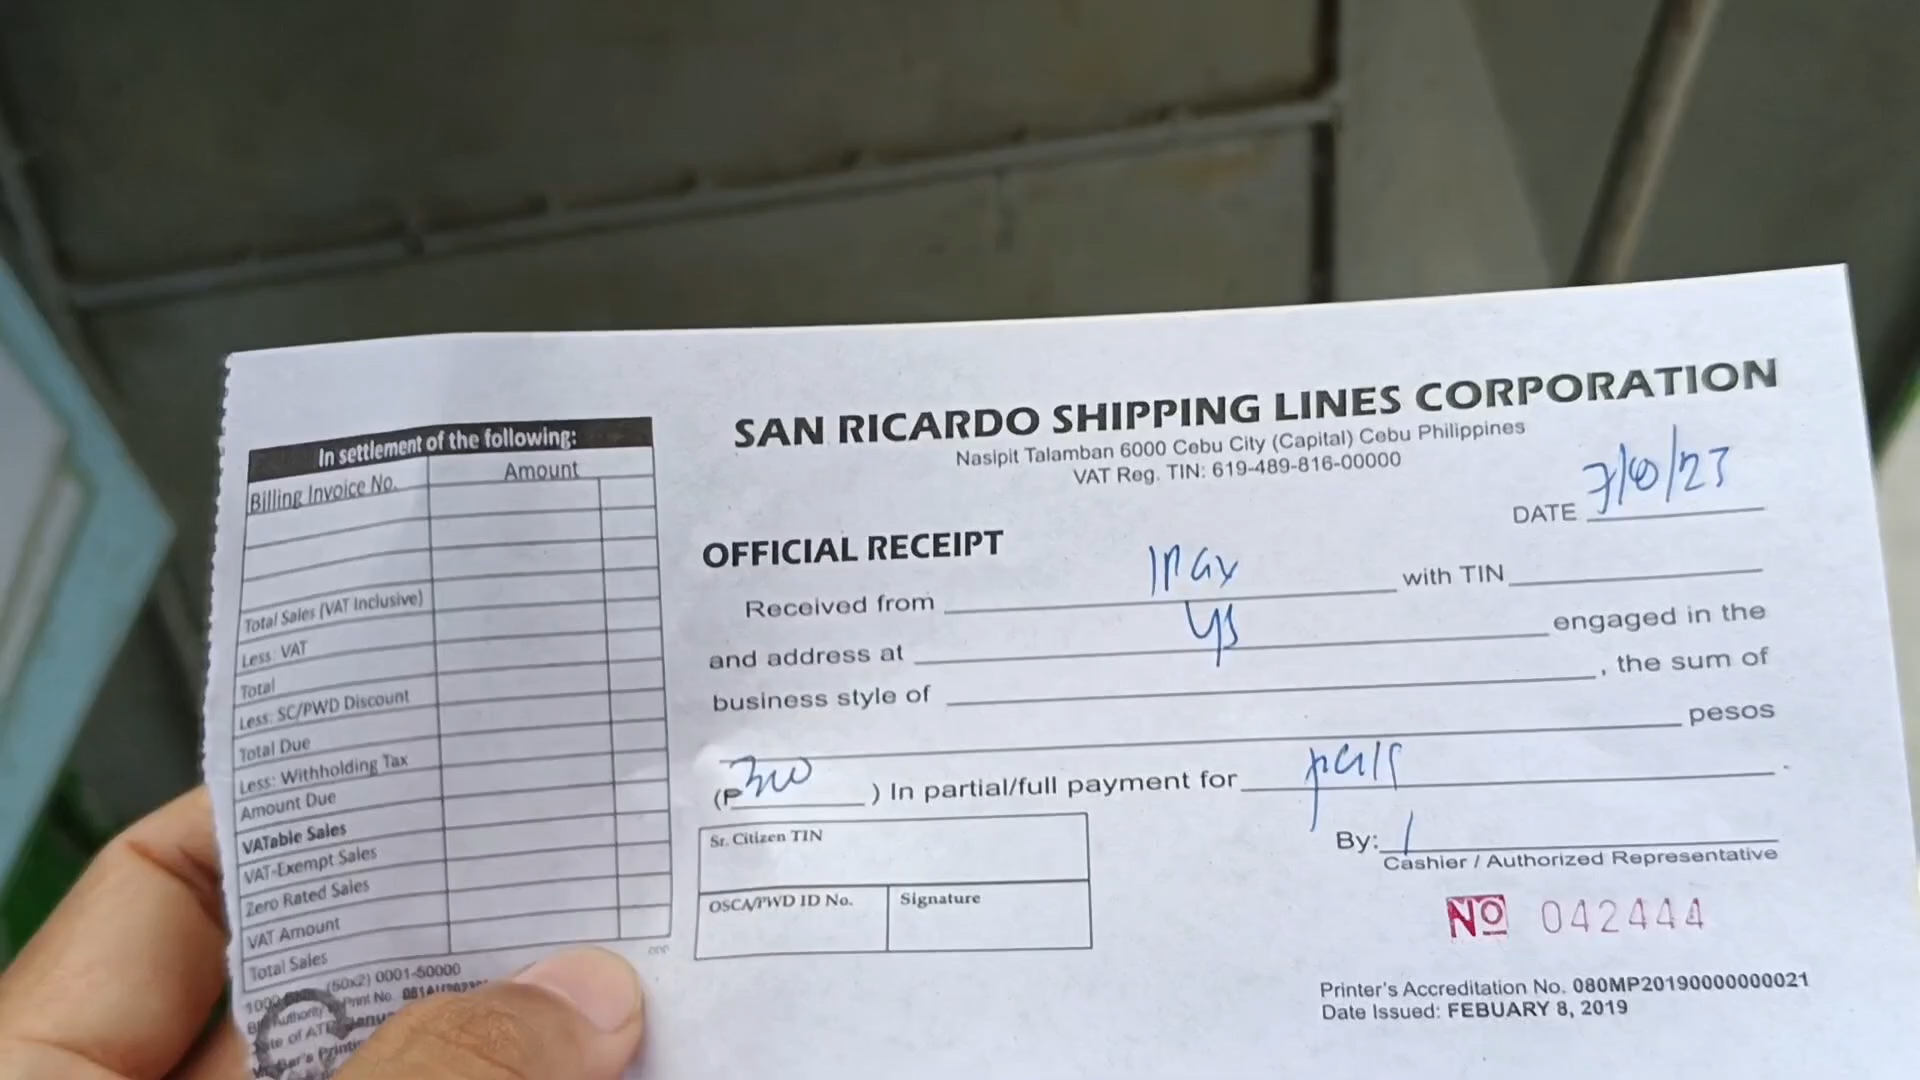 In settlement of the following:
Billing Invoice No. Amount
Total Sales (VAT Inclusive)
Less: VAT
Total
Less: SC/PWD Discount
Total Due
Less: Withholding Tax
Amount Due
VATable Sales
VAT-Exempt Sales
Zero Rated Sales
VAT Amount
Total Sales
(50x2) 0001-50000
Print No.
SAN RICARDO SHIPPING LINES CORPORATION
Nasipit Talamban 6000 Cebu City (Capital) Cebu Philippines
VAT Reg. TIN: 619-489-816-00000
DATE
OFFICIAL RECEIPT
Received from with TIN
and address at engaged in the
business style of , the sum of
pesos
(₱ ) In partial/full payment for
Sr. Citizen TIN
OSCA/PWD ID No. Signature
By:
Cashier / Authorized Representative
No 042444
Printer's Accreditation No. 080MP20190000000021
Date Issued: FEBUARY 8, 2019